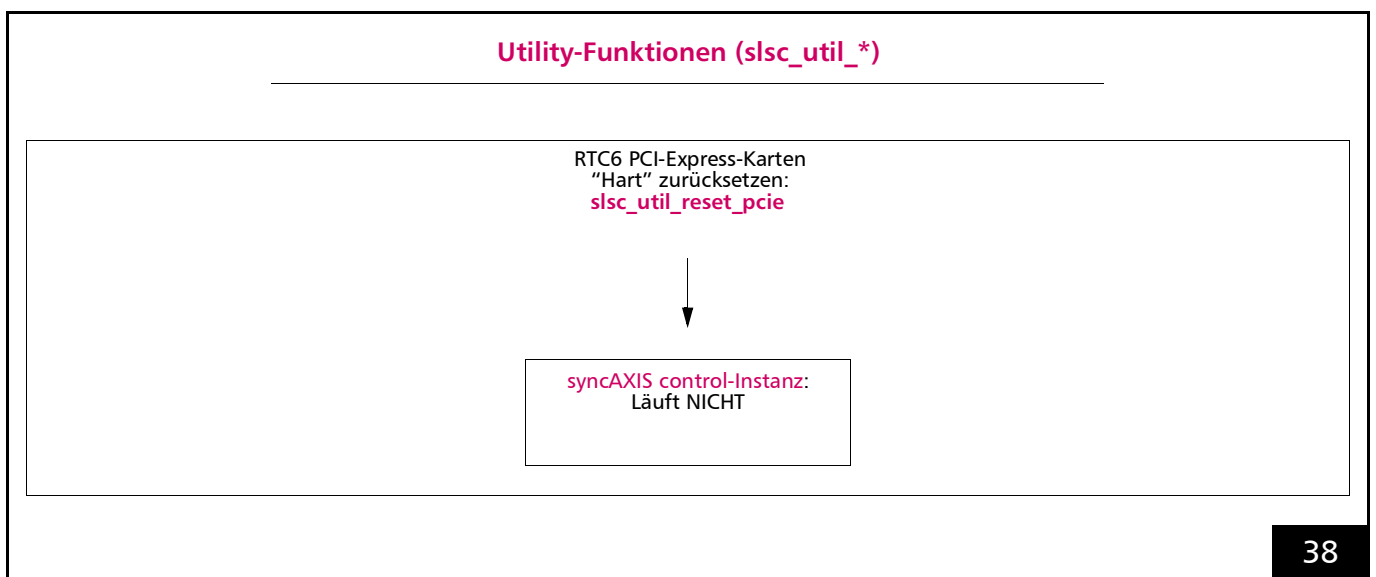 Utility-Funktionen (slsc_util_*)
RTC6 PCI-Express-Karten
“Hart” zurücksetzen:
slsc_util_reset_pcie
syncAXIS control-Instanz:
Läuft NICHT
38